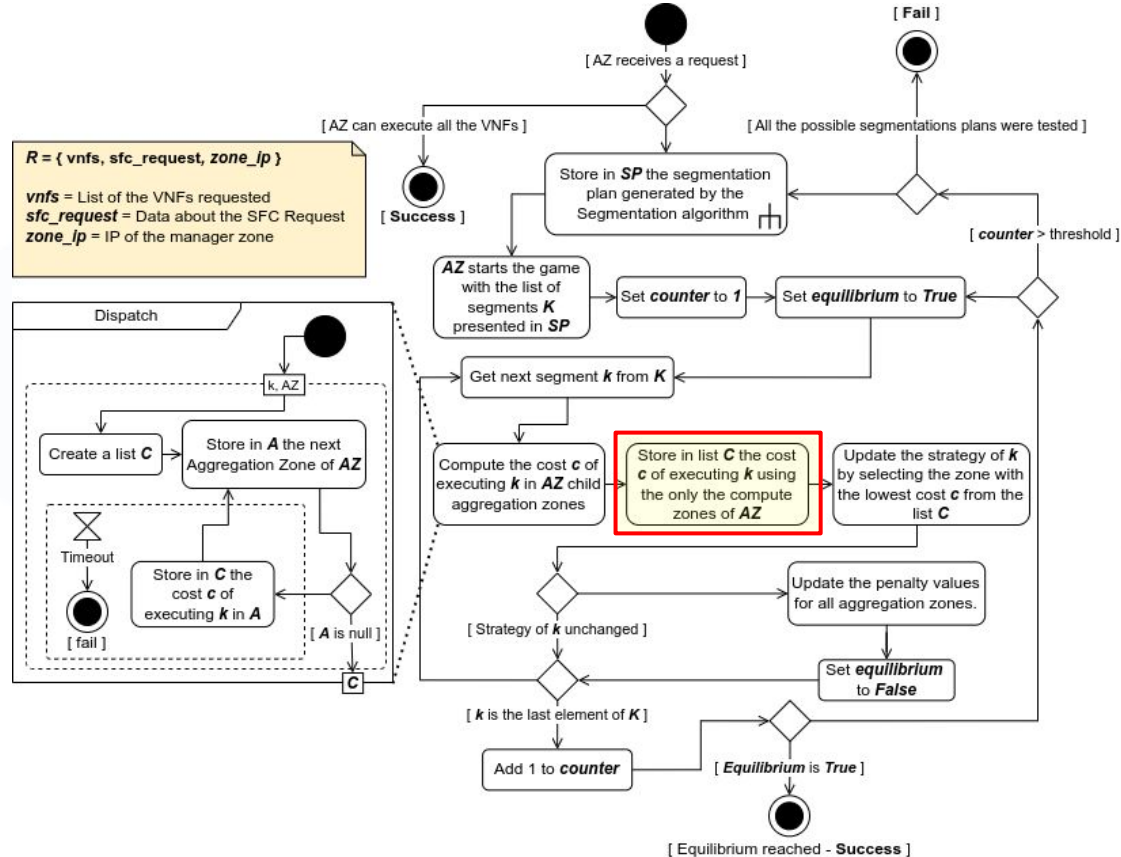 [ Fail ]
[ AZ receives a request ]
[ AZ can execute all the VNFs ]
[ All the possible segmentations plans were tested ]
R = { vnfs, sfc_request, zone_ip }
vnfs = List of the VNFs requested
sfc_request = Data about the SFC Request
zone_ip = IP of the manager zone
[ Success ]
Store in SP the segmentation
plan generated by the
Segmentation algorithm
[ counter > threshold ]
AZ starts the game
with the list of
segments K
presented in SP
Set counter to 1
Set equilibrium to True
Dispatch
k, AZ
Create a list C
Store in A the next
Aggregation Zone of AZ
Timeout
[ fail ]
Store in C the
cost c of
executing k in A
[ A is null ]
C
Get next segment k from K
Compute the cost c of
executing k in AZ child
aggregation zones
Store in list C the cost
c of executing k using
the only the compute
zones of AZ
Update the strategy of k
by selecting the zone with
the lowest cost c from the
list C
Update the penalty values
for all aggregation zones.
[ Strategy of k unchanged ]
Set equilibrium
to False
[ k is the last element of K ]
Add 1 to counter
[ Equilibrium is True ]
[ Equilibrium reached - Success ]